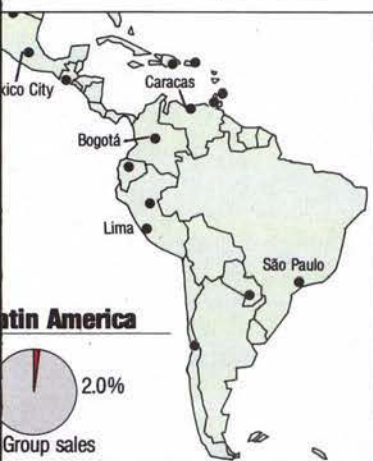 xico City
Caracas
Bogotá
Lima
São Paulo
atin America
2.0%
Group sales